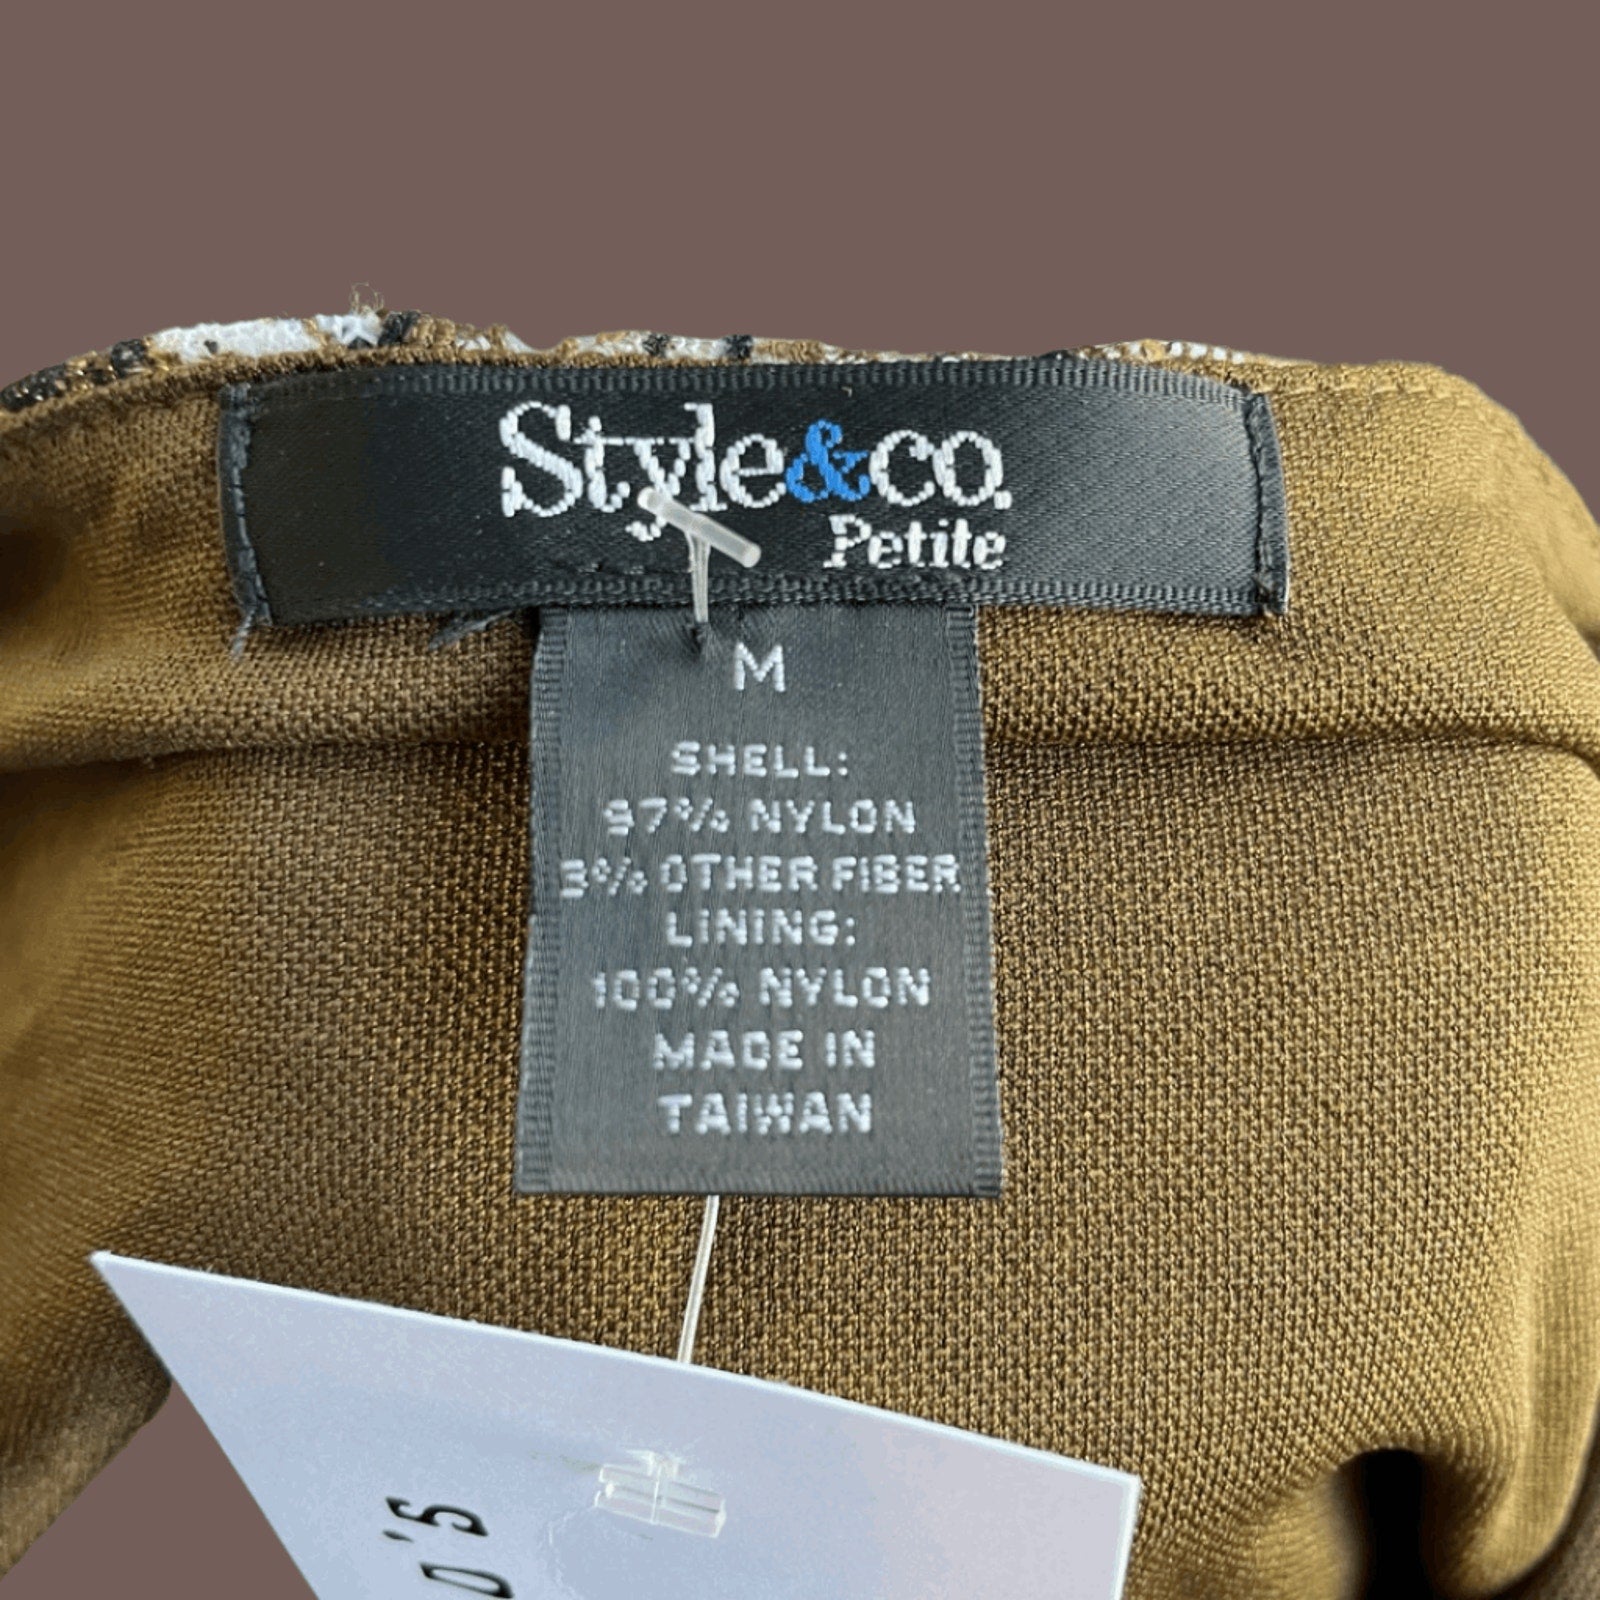 Style&co.
Petite
M
SHELL:
97% NYLON
3% OTHER FIBER
LINING:
100% NYLON
MADE IN
TAIWAN